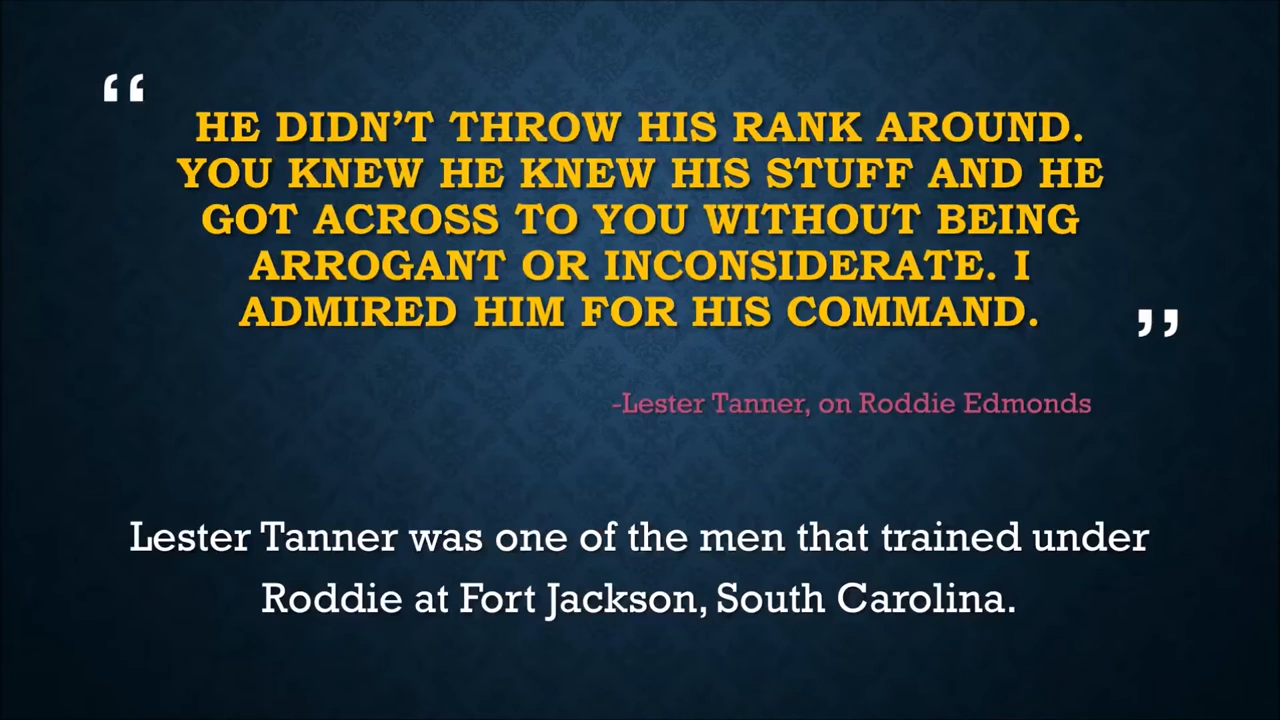 “
HE DIDN’T THROW HIS RANK AROUND.
YOU KNEW HE KNEW HIS STUFF AND HE
GOT ACROSS TO YOU WITHOUT BEING
ARROGANT OR INCONSIDERATE. I
ADMIRED HIM FOR HIS COMMAND.
”
-Lester Tanner, on Roddie Edmonds
Lester Tanner was one of the men that trained under
Roddie at Fort Jackson, South Carolina.